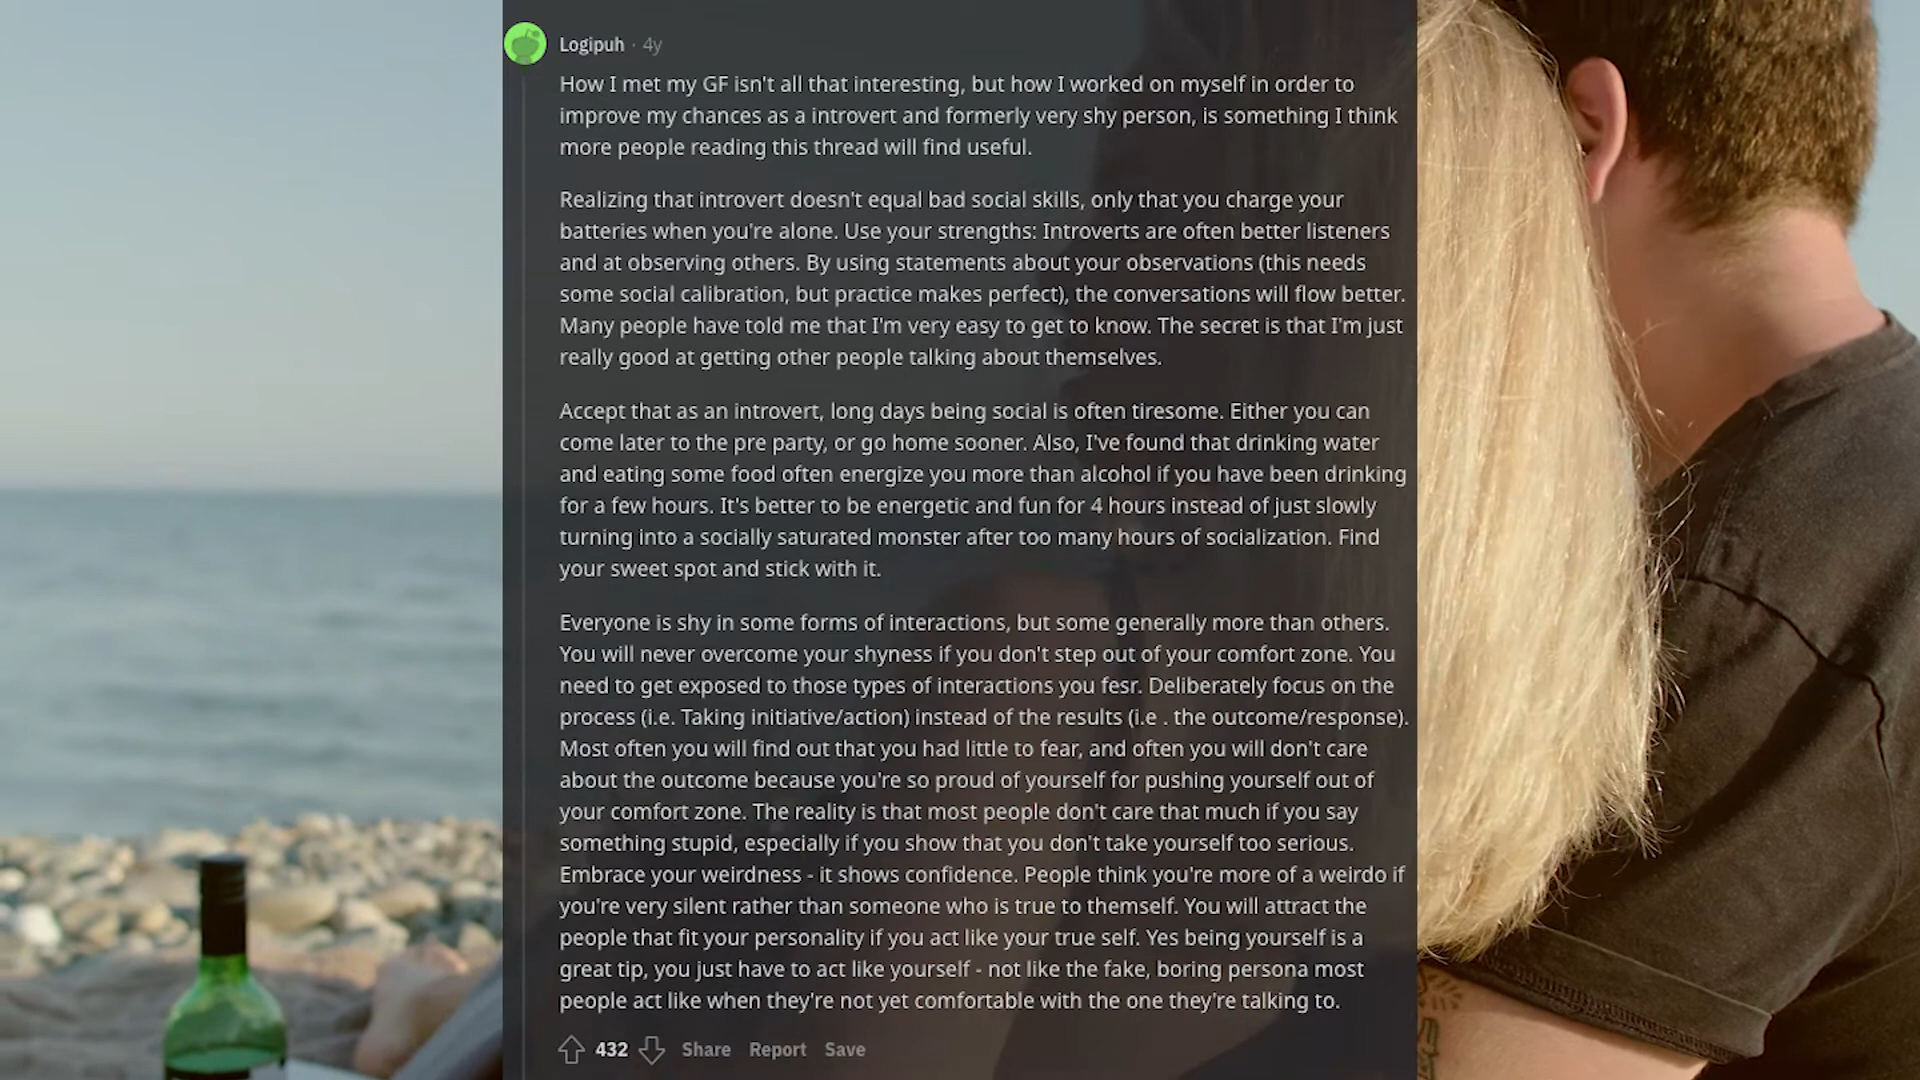 Logipuh · 4y
How I met my GF isn't all that interesting, but how I worked on myself in order to
improve my chances as a introvert and formerly very shy person, is something I think
more people reading this thread will find useful.
Realizing that introvert doesn't equal bad social skills, only that you charge your
batteries when you're alone. Use your strengths: Introverts are often better listeners
and at observing others. By using statements about your observations (this needs
some social calibration, but practice makes perfect), the conversations will flow better.
Many people have told me that I'm very easy to get to know. The secret is that I'm just
really good at getting other people talking about themselves.
Accept that as an introvert, long days being social is often tiresome. Either you can
come later to the pre party, or go home sooner. Also, I've found that drinking water
and eating some food often energize you more than alcohol if you have been drinking
for a few hours. It's better to be energetic and fun for 4 hours instead of just slowly
turning into a socially saturated monster after too many hours of socialization. Find
your sweet spot and stick with it.
Everyone is shy in some forms of interactions, but some generally more than others.
You will never overcome your shyness if you don't step out of your comfort zone. You
need to get exposed to those types of interactions you fesr. Deliberately focus on the
process (i.e. Taking initiative/action) instead of the results (i.e . the outcome/response).
Most often you will find out that you had little to fear, and often you will don't care
about the outcome because you're so proud of yourself for pushing yourself out of
your comfort zone. The reality is that most people don't care that much if you say
something stupid, especially if you show that you don't take yourself too serious.
Embrace your weirdness - it shows confidence. People think you're more of a weirdo if
you're very silent rather than someone who is true to themself. You will attract the
people that fit your personality if you act like your true self. Yes being yourself is a
great tip, you just have to act like yourself - not like the fake, boring persona most
people act like when they're not yet comfortable with the one they're talking to.
432 Share Report Save